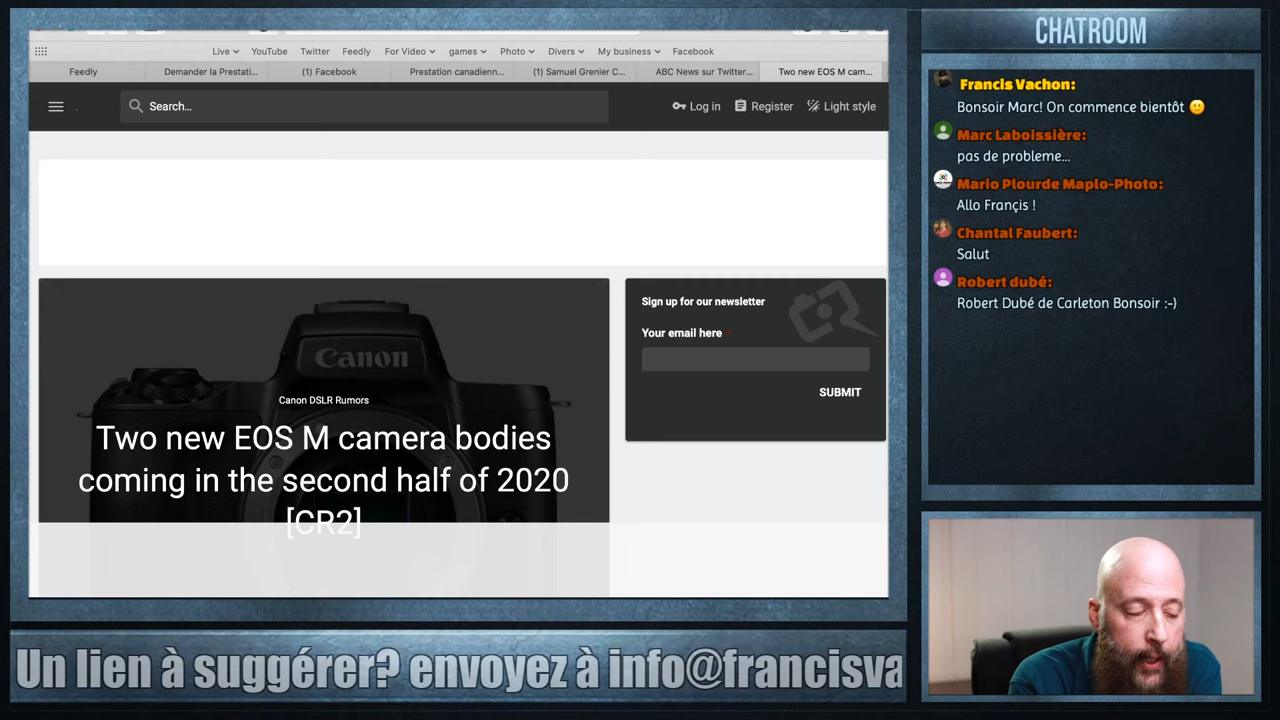 Live YouTube Twitter Feedly For Video games Photo Divers My business Facebook
Feedly Demander la Prestati... (1) Facebook Prestation canadienn... (1) Samuel Grenier C... ABC News sur Twitter... Two new EOS M cam...
Search... Log in Register Light style
Canon
Canon DSLR Rumors
Two new EOS M camera bodies
coming in the second half of 2020
[CR2]
Sign up for our newsletter
Your email here
SUBMIT
CHATROOM
Francis Vachon:
Bonsoir Marc! On commence bientôt 🙂
Marc Laboissière:
pas de probleme...
Mario Plourde Maplo-Photo:
Allo Françis !
Chantal Faubert:
Salut
Robert dubé:
Robert Dubé de Carleton Bonsoir :-)
Un lien à suggérer? envoyez à info@francisva